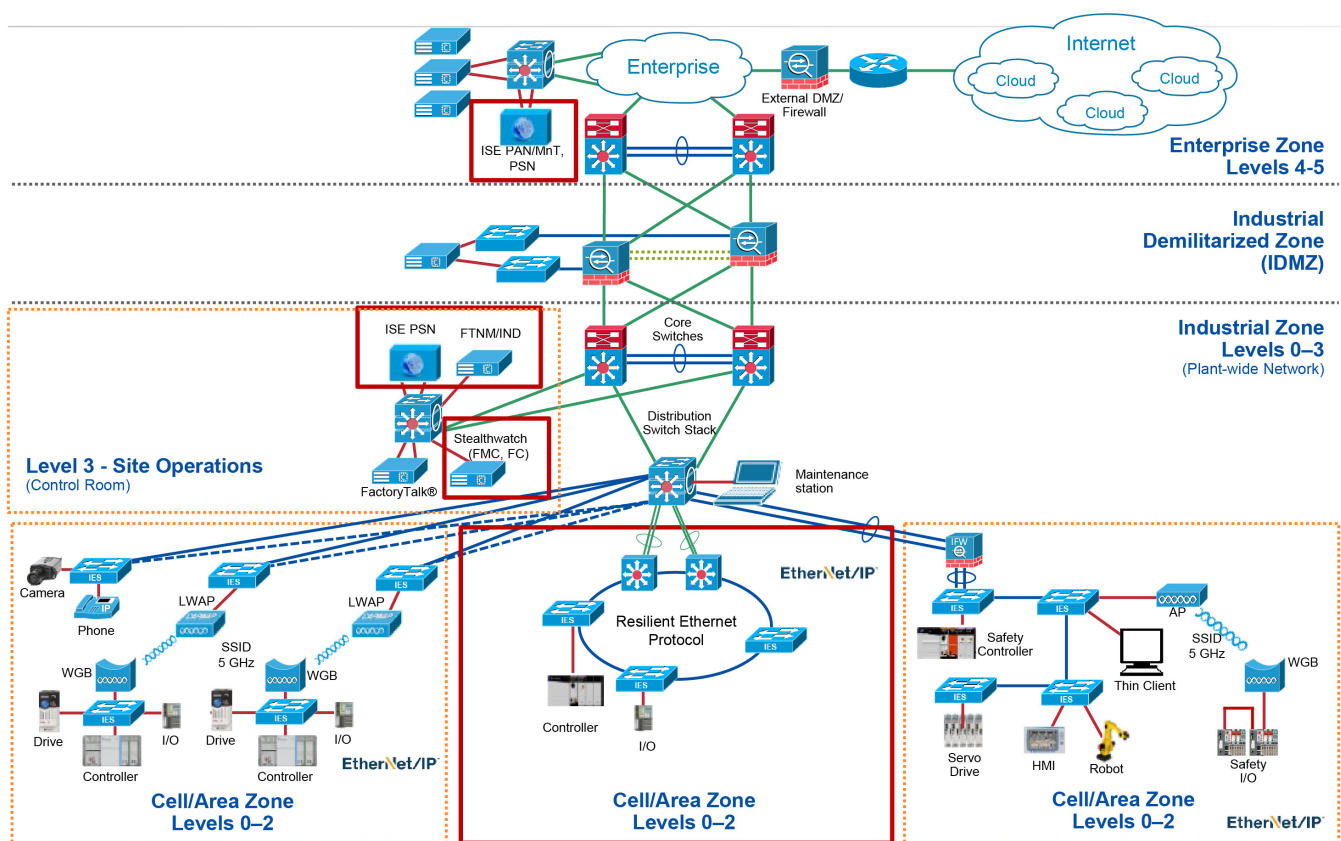 Internet
Enterprise
Cloud
Cloud
Cloud
External DMZ/
Firewall
ISE PAN/MnT,
PSN
Enterprise Zone
Levels 4-5
Industrial
Demilitarized Zone
(IDMZ)
ISE PSN
FTNM/IND
Core
Switches
Industrial Zone
Levels 0–3
(Plant-wide Network)
Distribution
Switch Stack
Stealthwatch
(FMC, FC)
Level 3 - Site Operations
(Control Room)
FactoryTalk®
Maintenance
station
IES
Camera
IP
Phone
IES
LWAP
SSID
5 GHz
IES
LWAP
WGB
WGB
IES
IES
Drive
I/O
Drive
I/O
Controller
Controller
EtherNet/IP™
Cell/Area Zone
Levels 0–2
EtherNet/IP™
IES
Resilient Ethernet
Protocol
IES
IES
Controller
I/O
Cell/Area Zone
Levels 0–2
IFW
IES
IES
AP
Safety
Controller
SSID
5 GHz
Thin Client
WGB
IES
IES
Servo
Drive
HMI
Robot
Safety
I/O
Cell/Area Zone
Levels 0–2
EtherNet/IP™